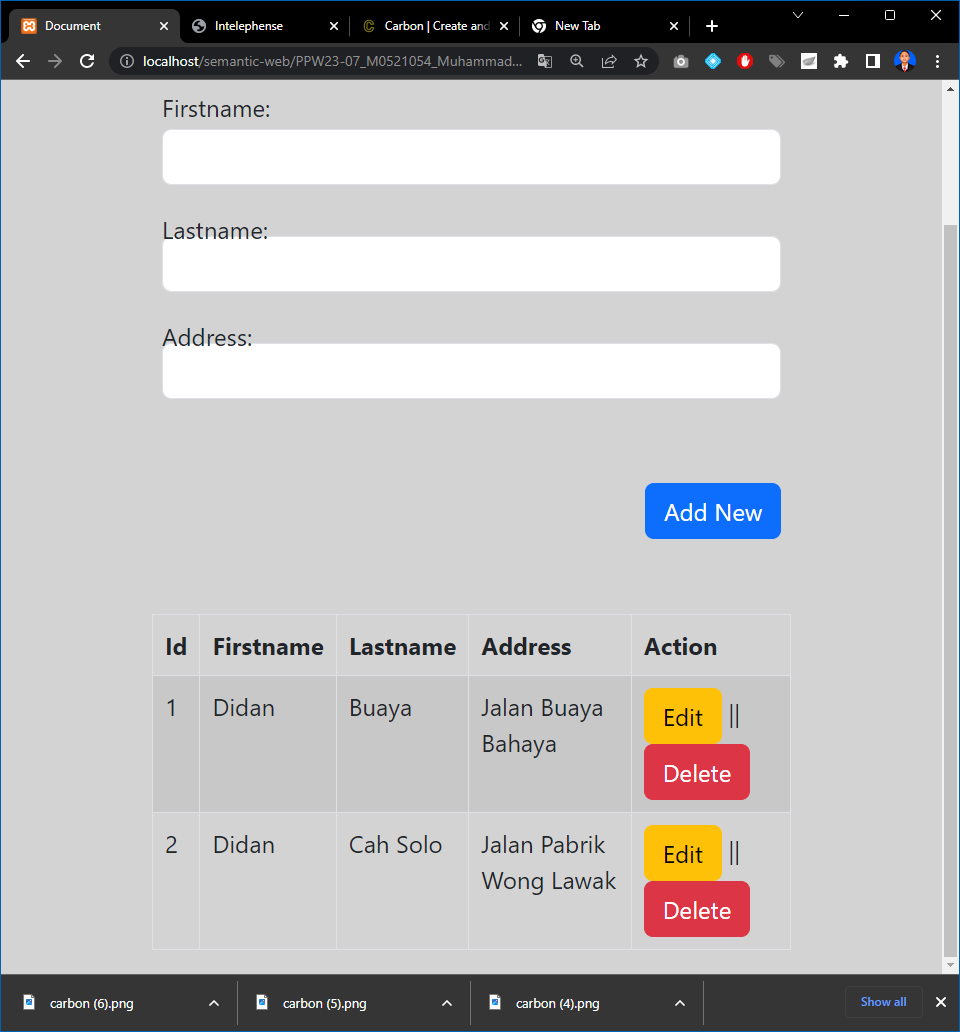 Document
Intelephense
Carbon | Create and
New Tab
localhost/semantic-web/PPW23-07_M0521054_Muhammad...
Firstname:
Lastname:
Address:
Add New
Id Firstname Lastname Address Action
1 Didan Buaya Jalan Buaya Edit ||
Bahaya Delete
2 Didan Cah Solo Jalan Pabrik Edit ||
Wong Lawak Delete
carbon (6).png
carbon (5).png
carbon (4).png
Show all